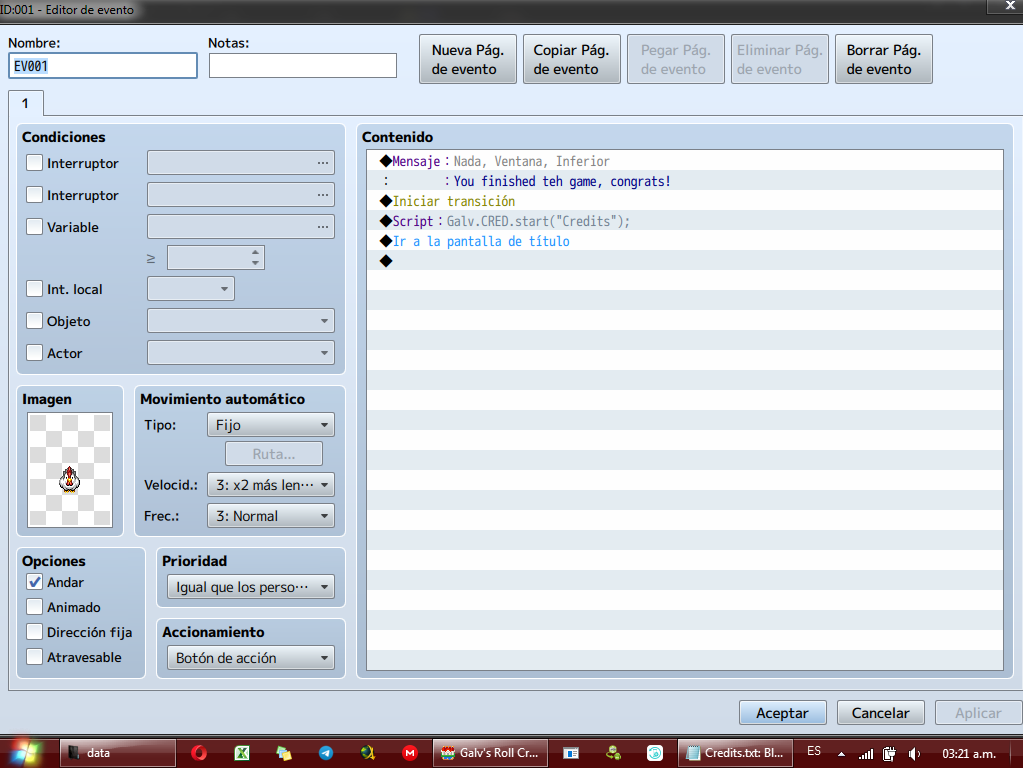 ID:001 - Editor de evento
X
Nombre:
Notas:
EV001
Nueva Pág. de evento
Copiar Pág. de evento
Pegar Pág. de evento
Eliminar Pág. de evento
Borrar Pág. de evento
1
Condiciones
Interruptor ...
Interruptor ...
Variable ...
≥
Int. local
Objeto
Actor
Imagen
Movimiento automático
Tipo: Fijo
Ruta...
Velocid.: 3: x2 más len...
Frec.: 3: Normal
Opciones
Andar
Animado
Dirección fija
Atravesable
Prioridad
Igual que los perso...
Accionamiento
Botón de acción
Contenido
◆Mensaje : Nada, Ventana, Inferior
: : You finished teh game, congrats!
◆Iniciar transición
◆Script : Galv.CRED.start("Credits");
◆Ir a la pantalla de título
◆
Aceptar
Cancelar
Aplicar
data
Galv's Roll Cr...
Credits.txt: Bl...
ES
03:21 a.m.